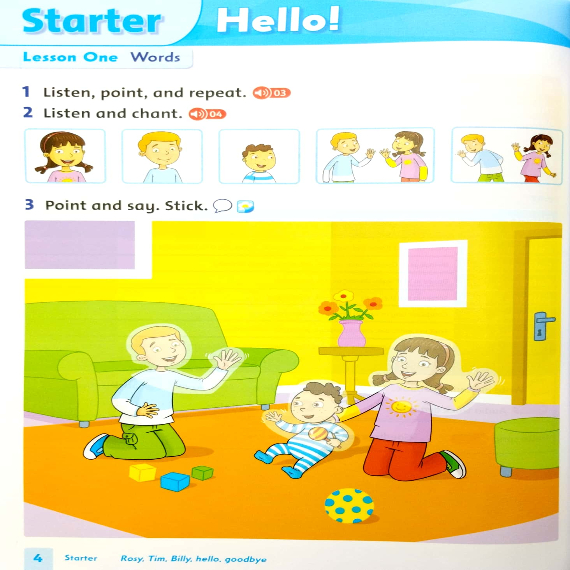 Starter Hello!
Lesson One Words
1 Listen, point, and repeat. 03
2 Listen and chant. 04
3 Point and say. Stick.
4 Starter Rosy, Tim, Billy, hello, goodbye